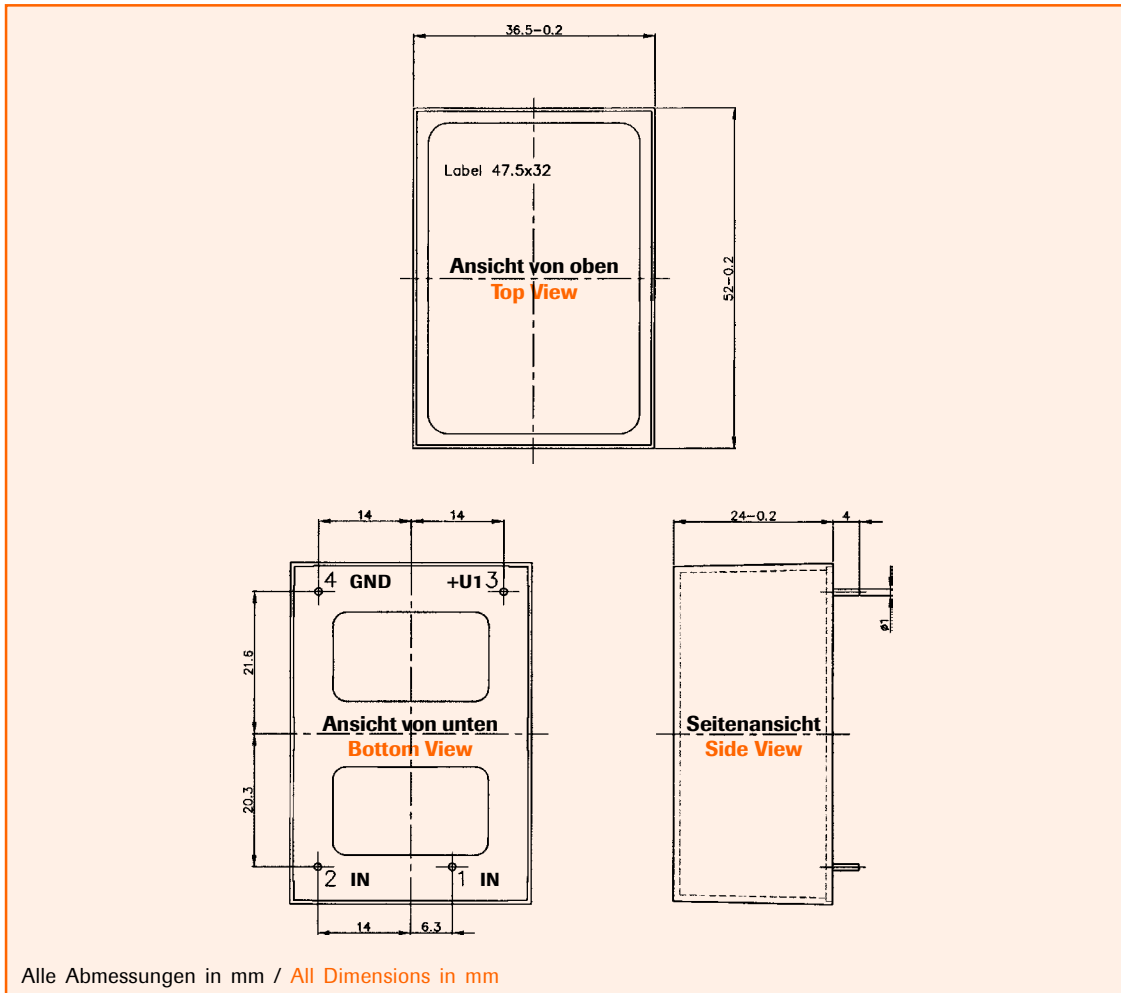 36.5-0.2
Label 47.5x32
Ansicht von oben
Top View
52-0.2
14 14
24-0.2 4
4 GND +U1 3
ø1
21.6
Ansicht von unten
Bottom View
Seitenansicht
Side View
20.3
2 IN 1 IN
14 6.3
Alle Abmessungen in mm / All Dimensions in mm